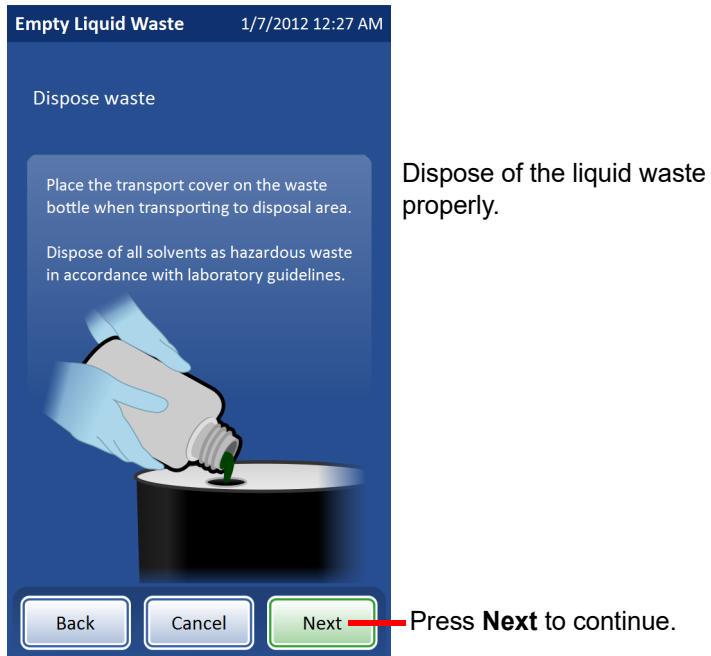 Empty Liquid Waste 1/7/2012 12:27 AM
Dispose waste
Place the transport cover on the waste
bottle when transporting to disposal area.
Dispose of all solvents as hazardous waste
in accordance with laboratory guidelines.
Dispose of the liquid waste
properly.
Back Cancel Next
Press Next to continue.